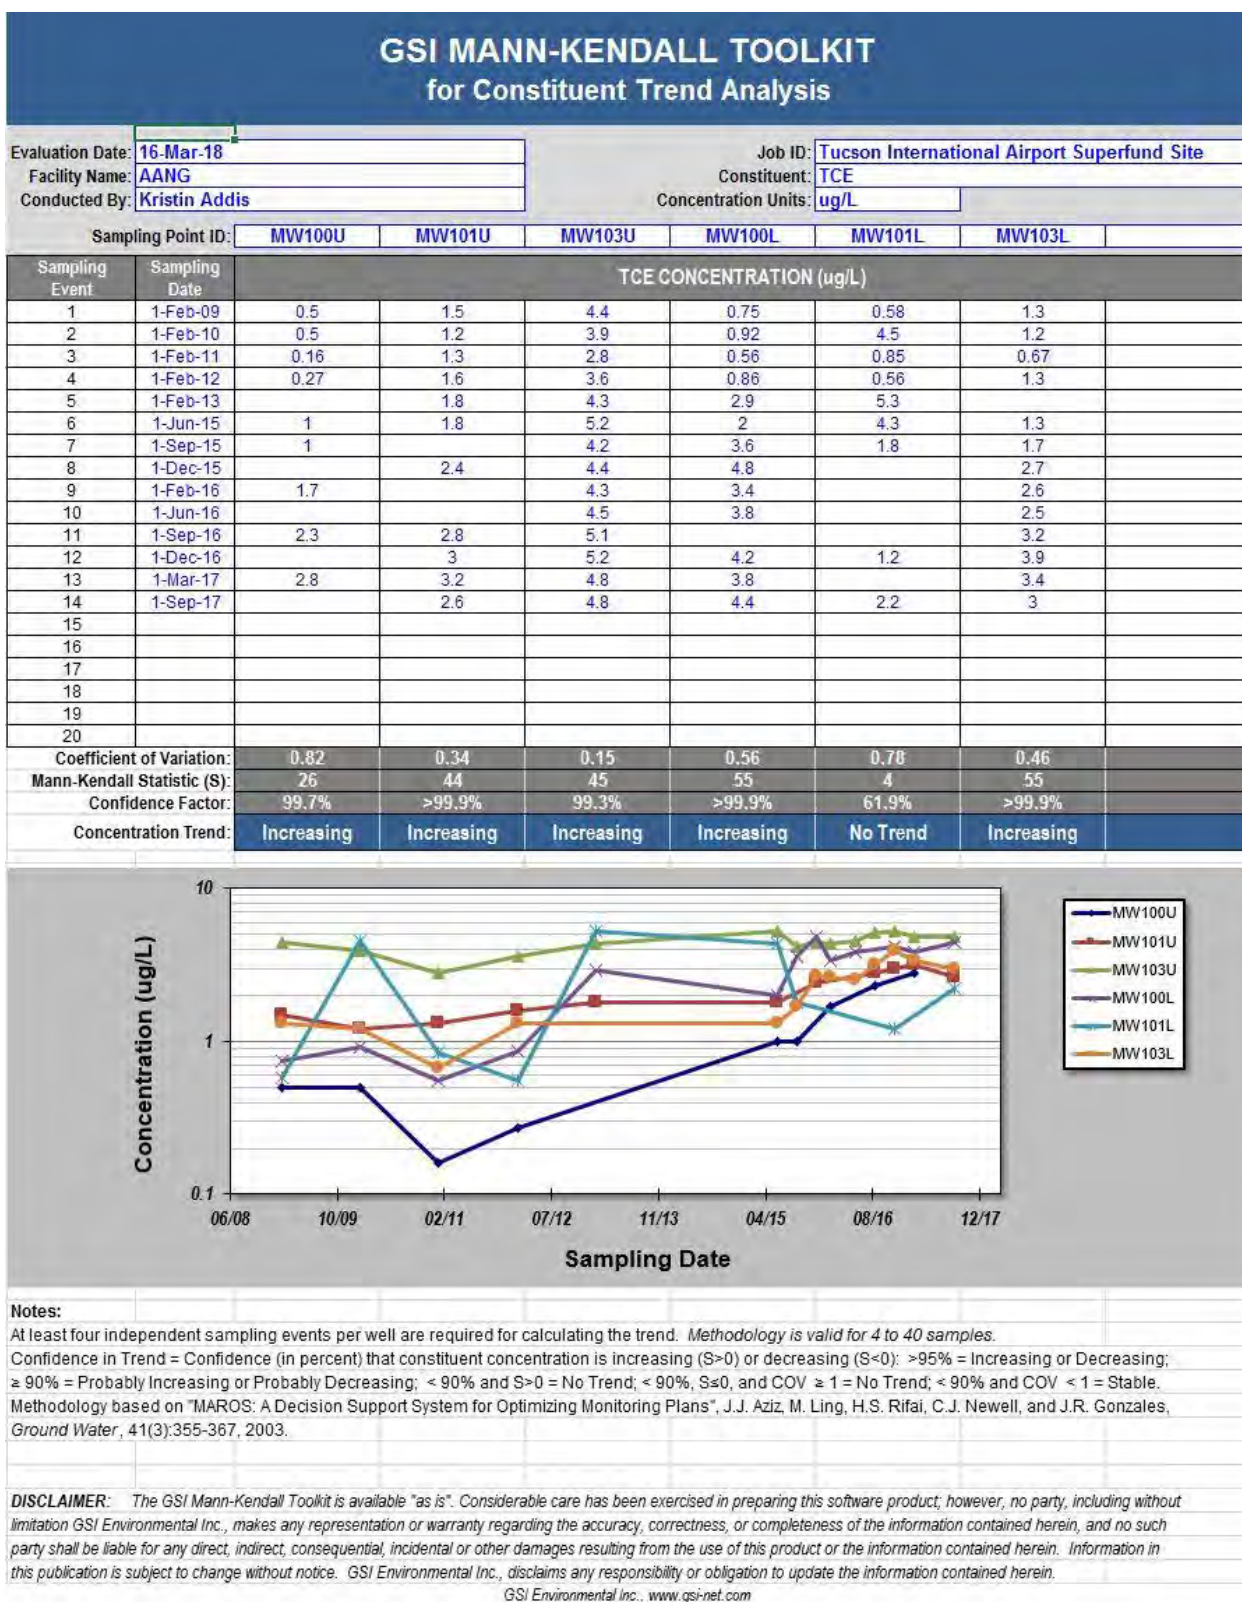 GSI MANN-KENDALL TOOLKIT
for Constituent Trend Analysis
Evaluation Date: 16-Mar-18 Job ID: Tucson International Airport Superfund Site
Facility Name: AANG Constituent: TCE
Conducted By: Kristin Addis Concentration Units: ug/L
Sampling Point ID: MW100U MW101U MW103U MW100L MW101L MW103L
Sampling Event Sampling Date TCE CONCENTRATION (ug/L)
1 1-Feb-09 0.5 1.5 4.4 0.75 0.58 1.3
2 1-Feb-10 0.5 1.2 3.9 0.92 4.5 1.2
3 1-Feb-11 0.16 1.3 2.8 0.56 0.85 0.67
4 1-Feb-12 0.27 1.6 3.6 0.86 0.56 1.3
5 1-Feb-13 1.8 4.3 2.9 5.3
6 1-Jun-15 1 1.8 5.2 2 4.3 1.3
7 1-Sep-15 1 4.2 3.6 1.8 1.7
8 1-Dec-15 2.4 4.4 4.8 2.7
9 1-Feb-16 1.7 4.3 3.4 2.6
10 1-Jun-16 4.5 3.8 2.5
11 1-Sep-16 2.3 2.8 5.1 3.2
12 1-Dec-16 3 5.2 4.2 1.2 3.9
13 1-Mar-17 2.8 3.2 4.8 3.8 3.4
14 1-Sep-17 2.6 4.8 4.4 2.2 3
15
16
17
18
19
20
Coefficient of Variation: 0.82 0.34 0.15 0.56 0.78 0.46
Mann-Kendall Statistic (S): 26 44 45 55 4 55
Confidence Factor: 99.7% >99.9% 99.3% >99.9% 61.9% >99.9%
Concentration Trend: Increasing Increasing Increasing Increasing No Trend Increasing
Concentration (ug/L)
10
1
0.1
06/08 10/09 02/11 07/12 11/13 04/15 08/16 12/17
Sampling Date
MW100U
MW101U
MW103U
MW100L
MW101L
MW103L
Notes:
At least four independent sampling events per well are required for calculating the trend. Methodology is valid for 4 to 40 samples.
Confidence in Trend = Confidence (in percent) that constituent concentration is increasing (S>0) or decreasing (S<0): >95% = Increasing or Decreasing;
≥ 90% = Probably Increasing or Probably Decreasing; < 90% and S>0 = No Trend; < 90%, S≤0, and COV ≥ 1 = No Trend; < 90% and COV < 1 = Stable.
Methodology based on "MAROS: A Decision Support System for Optimizing Monitoring Plans", J.J. Aziz, M. Ling, H.S. Rifai, C.J. Newell, and J.R. Gonzales,
Ground Water, 41(3):355-367, 2003.
DISCLAIMER: The GSI Mann-Kendall Toolkit is available "as is". Considerable care has been exercised in preparing this software product; however, no party, including without
limitation GSI Environmental Inc., makes any representation or warranty regarding the accuracy, correctness, or completeness of the information contained herein, and no such
party shall be liable for any direct, indirect, consequential, incidental or other damages resulting from the use of this product or the information contained herein. Information in
this publication is subject to change without notice. GSI Environmental Inc., disclaims any responsibility or obligation to update the information contained herein.
GSI Environmental Inc., www.gsi-net.com